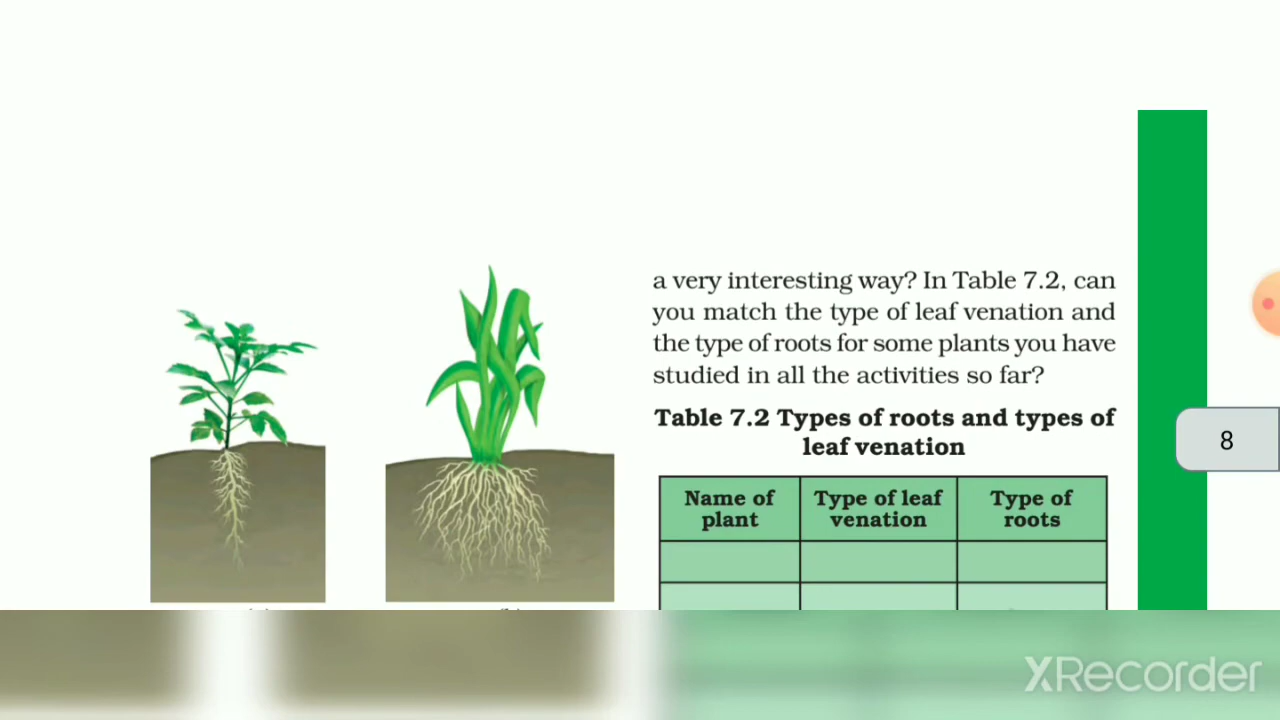 a very interesting way? In Table 7.2, can
you match the type of leaf venation and
the type of roots for some plants you have
studied in all the activities so far?
Table 7.2 Types of roots and types of
leaf venation
Name of plant
Type of leaf venation
Type of roots
8
XRecorder